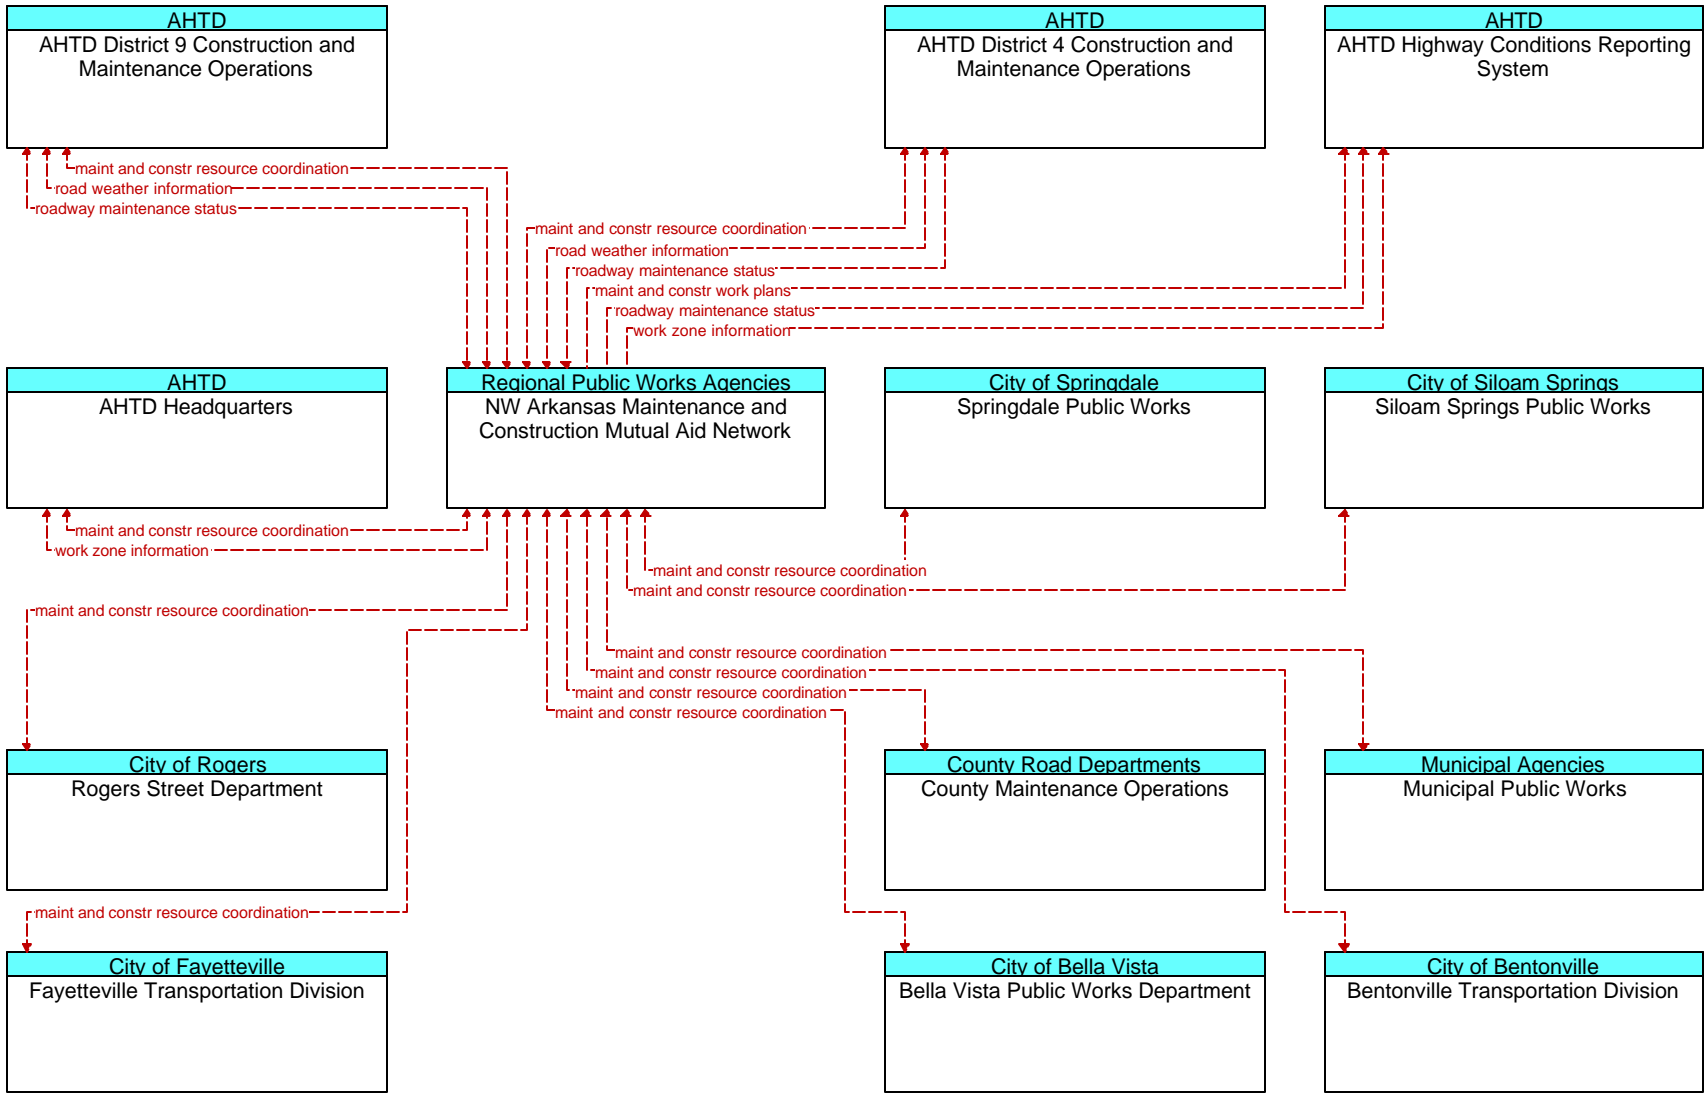 AHTD
AHTD District 9 Construction and
Maintenance Operations
AHTD
AHTD District 4 Construction and
Maintenance Operations
AHTD
AHTD Highway Conditions Reporting
System
maint and constr resource coordination
road weather information
roadway maintenance status
maint and constr resource coordination
road weather information
roadway maintenance status
maint and constr work plans
roadway maintenance status
work zone information
AHTD
AHTD Headquarters
Regional Public Works Agencies
NW Arkansas Maintenance and
Construction Mutual Aid Network
City of Springdale
Springdale Public Works
City of Siloam Springs
Siloam Springs Public Works
maint and constr resource coordination
work zone information
maint and constr resource coordination
maint and constr resource coordination
maint and constr resource coordination
maint and constr resource coordination
maint and constr resource coordination
maint and constr resource coordination
maint and constr resource coordination
City of Rogers
Rogers Street Department
County Road Departments
County Maintenance Operations
Municipal Agencies
Municipal Public Works
maint and constr resource coordination
City of Fayetteville
Fayetteville Transportation Division
City of Bella Vista
Bella Vista Public Works Department
City of Bentonville
Bentonville Transportation Division